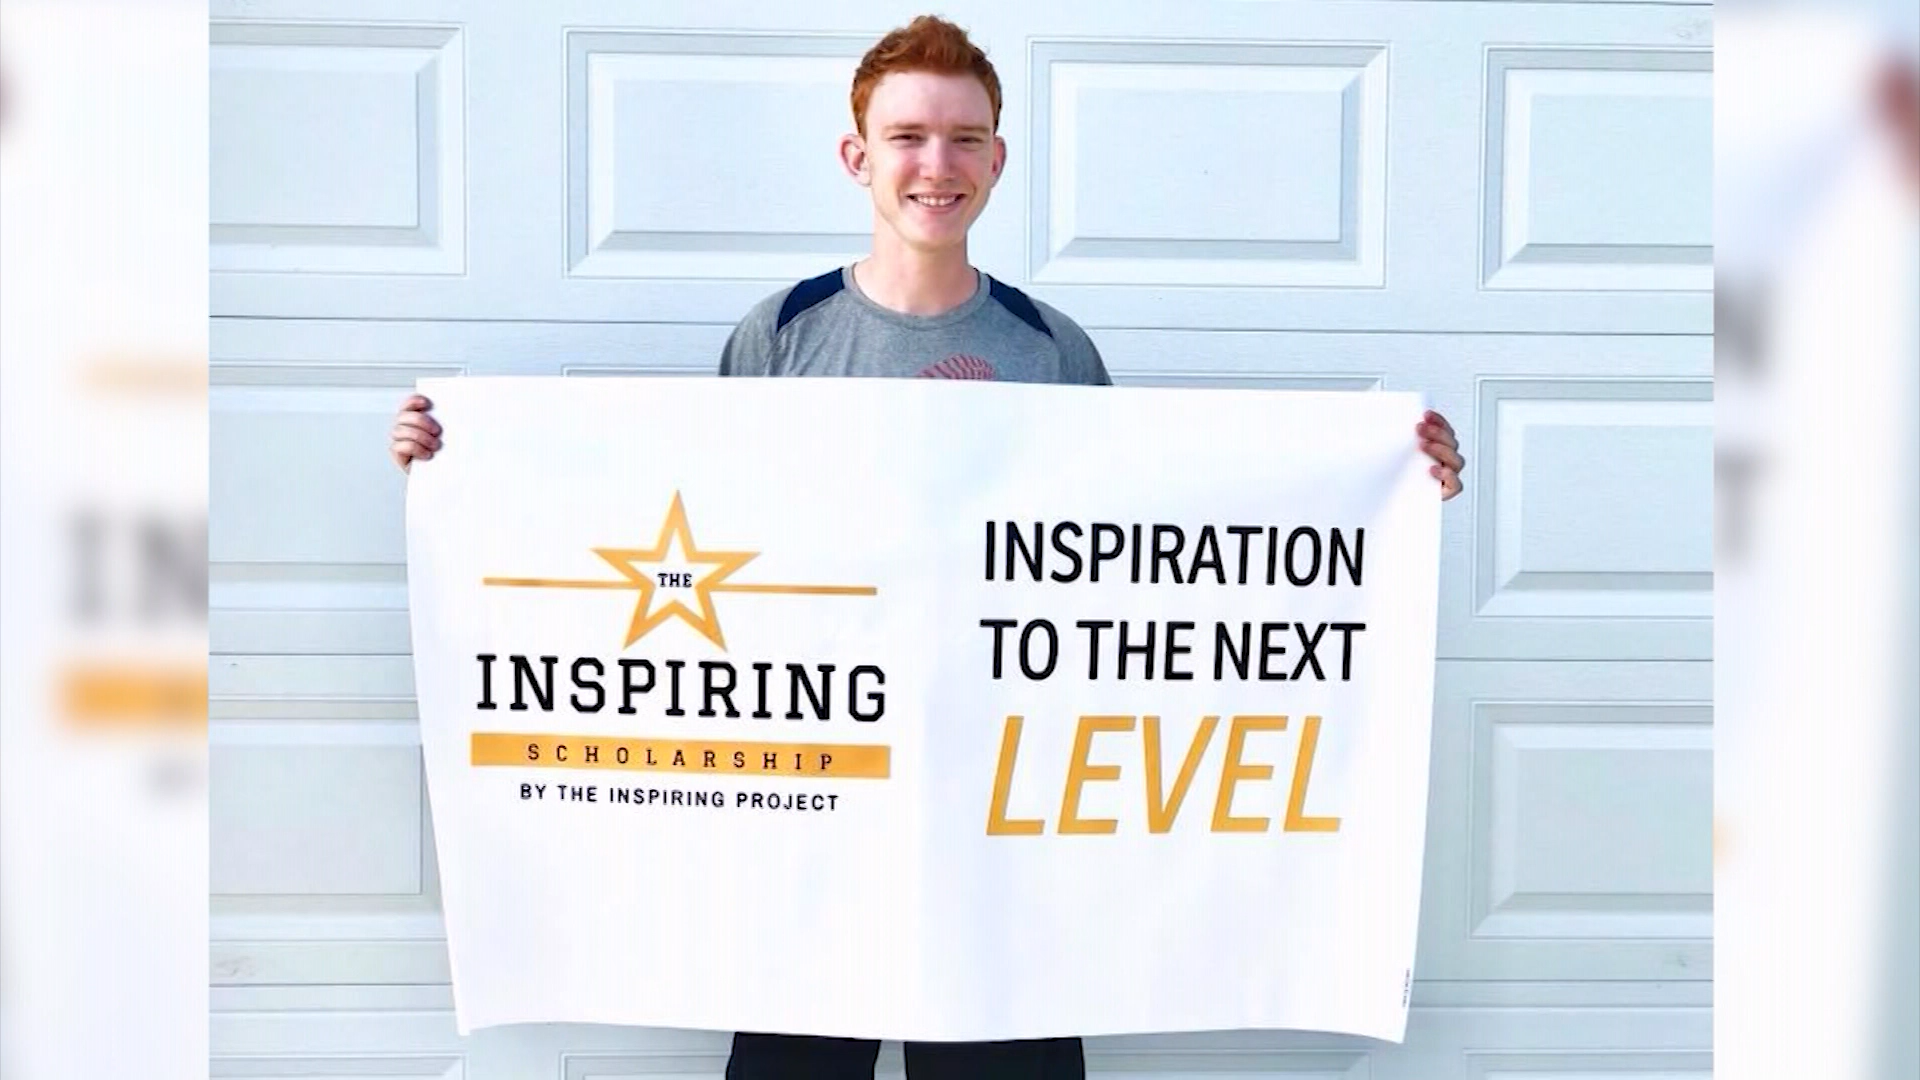 THE
INSPIRING
SCHOLARSHIP
BY THE INSPIRING PROJECT
INSPIRATION
TO THE NEXT
LEVEL